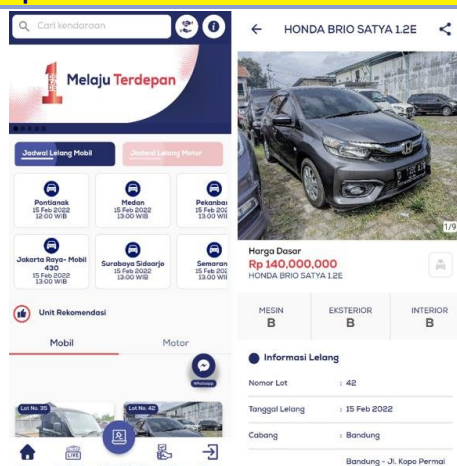 Cari kendaraan
Melaju Terdepan
Jadwal Lelang Mobil
Jadwal Lelang Motor
Pontianak
15 Feb 2022
12:00 WIB
Medan
15 Feb 2022
13:00 WIB
Pekanba
15 Feb 202
13:00 WI
Jakarta Raya- Mobil
430
15 Feb 2022
13:00 WIB
Surabaya Sidoarjo
15 Feb 2022
13:00 WIB
Semaran
15 Feb 202
13:00 WI
Unit Rekomendasi
Mobil
Motor
Whatsapp
Lot No. 35
Lot No. 42
LIVE
HONDA BRIO SATYA 1.2E
1/9
Harga Dasar
Rp 140,000,000
HONDA BRIO SATYA 1.2E
MESIN
B
EKSTERIOR
B
INTERIOR
B
Informasi Lelang
Nomor Lot : 42
Tanggal Lelang : 15 Feb 2022
Cabang : Bandung
Bandung - Jl. Kopo Permai